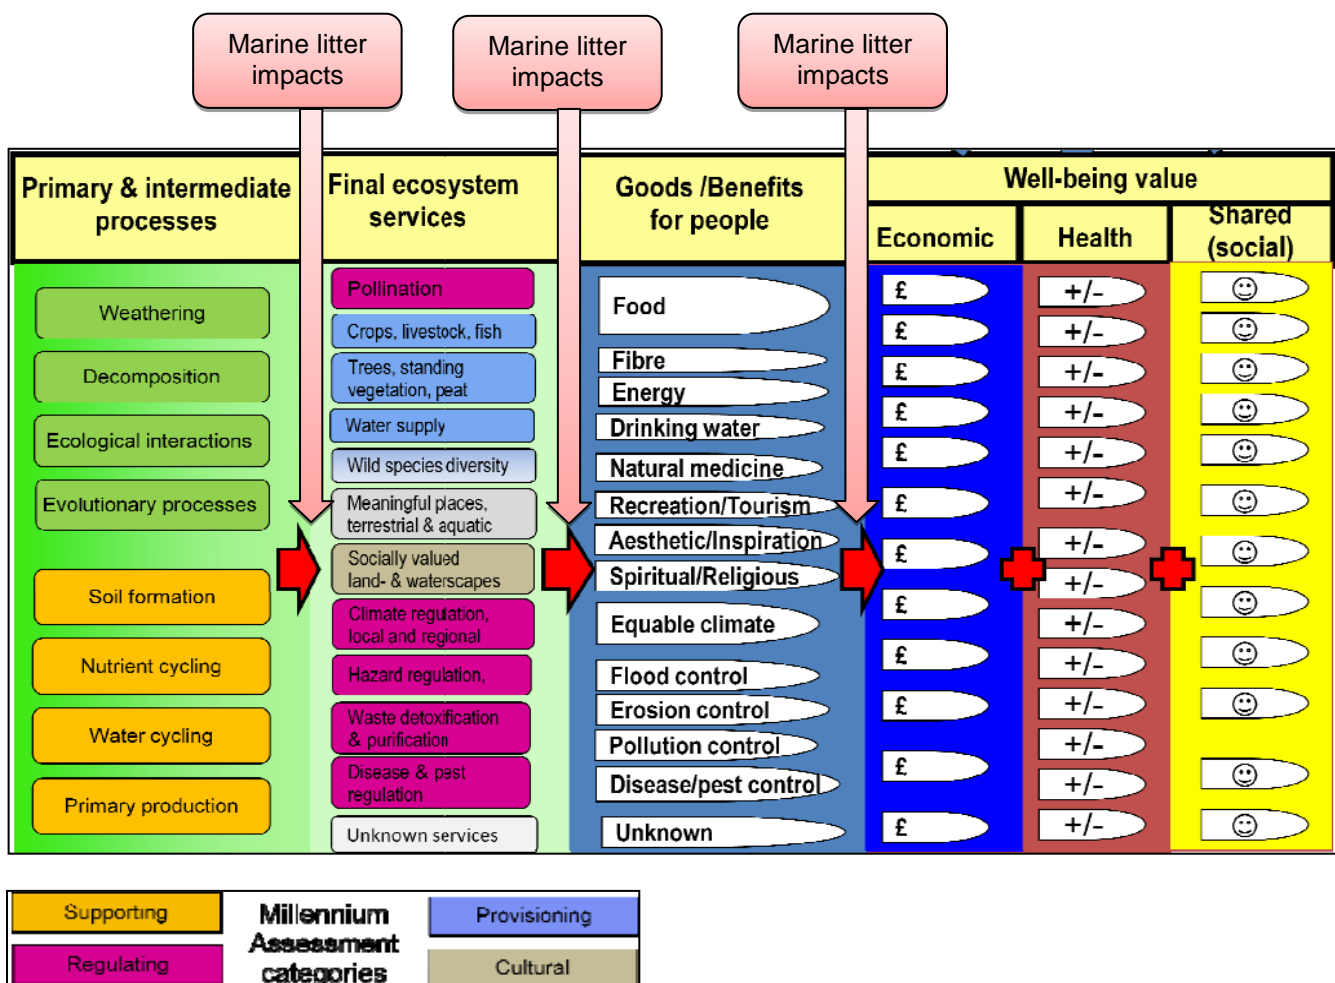 Marine litter
impacts
Marine litter
impacts
Marine litter
impacts
Primary & intermediate
processes
Final ecosystem
services
Goods /Benefits
for people
Well-being value
Economic
Health
Shared
(social)
Weathering
Decomposition
Ecological interactions
Evolutionary processes
Soil formation
Nutrient cycling
Water cycling
Primary production
Pollination
Crops, livestock, fish
Trees, standing
vegetation, peat
Water supply
Wild species diversity
Meaningful places,
terrestrial & aquatic
Socially valued
land- & waterscapes
Climate regulation,
local and regional
Hazard regulation,
Waste detoxification
& purification
Disease & pest
regulation
Unknown services
Food
Fibre
Energy
Drinking water
Natural medicine
Recreation/Tourism
Aesthetic/Inspiration
Spiritual/Religious
Equable climate
Flood control
Erosion control
Pollution control
Disease/pest control
Unknown
£
£
£
£
£
£
£
£
£
£
£
£
+/-
+/-
+/-
+/-
+/-
+/-
+/-
+/-
+/-
+/-
+/-
+/-
+/-
+/-
Supporting
Regulating
Millennium
Assessment
categories
Provisioning
Cultural